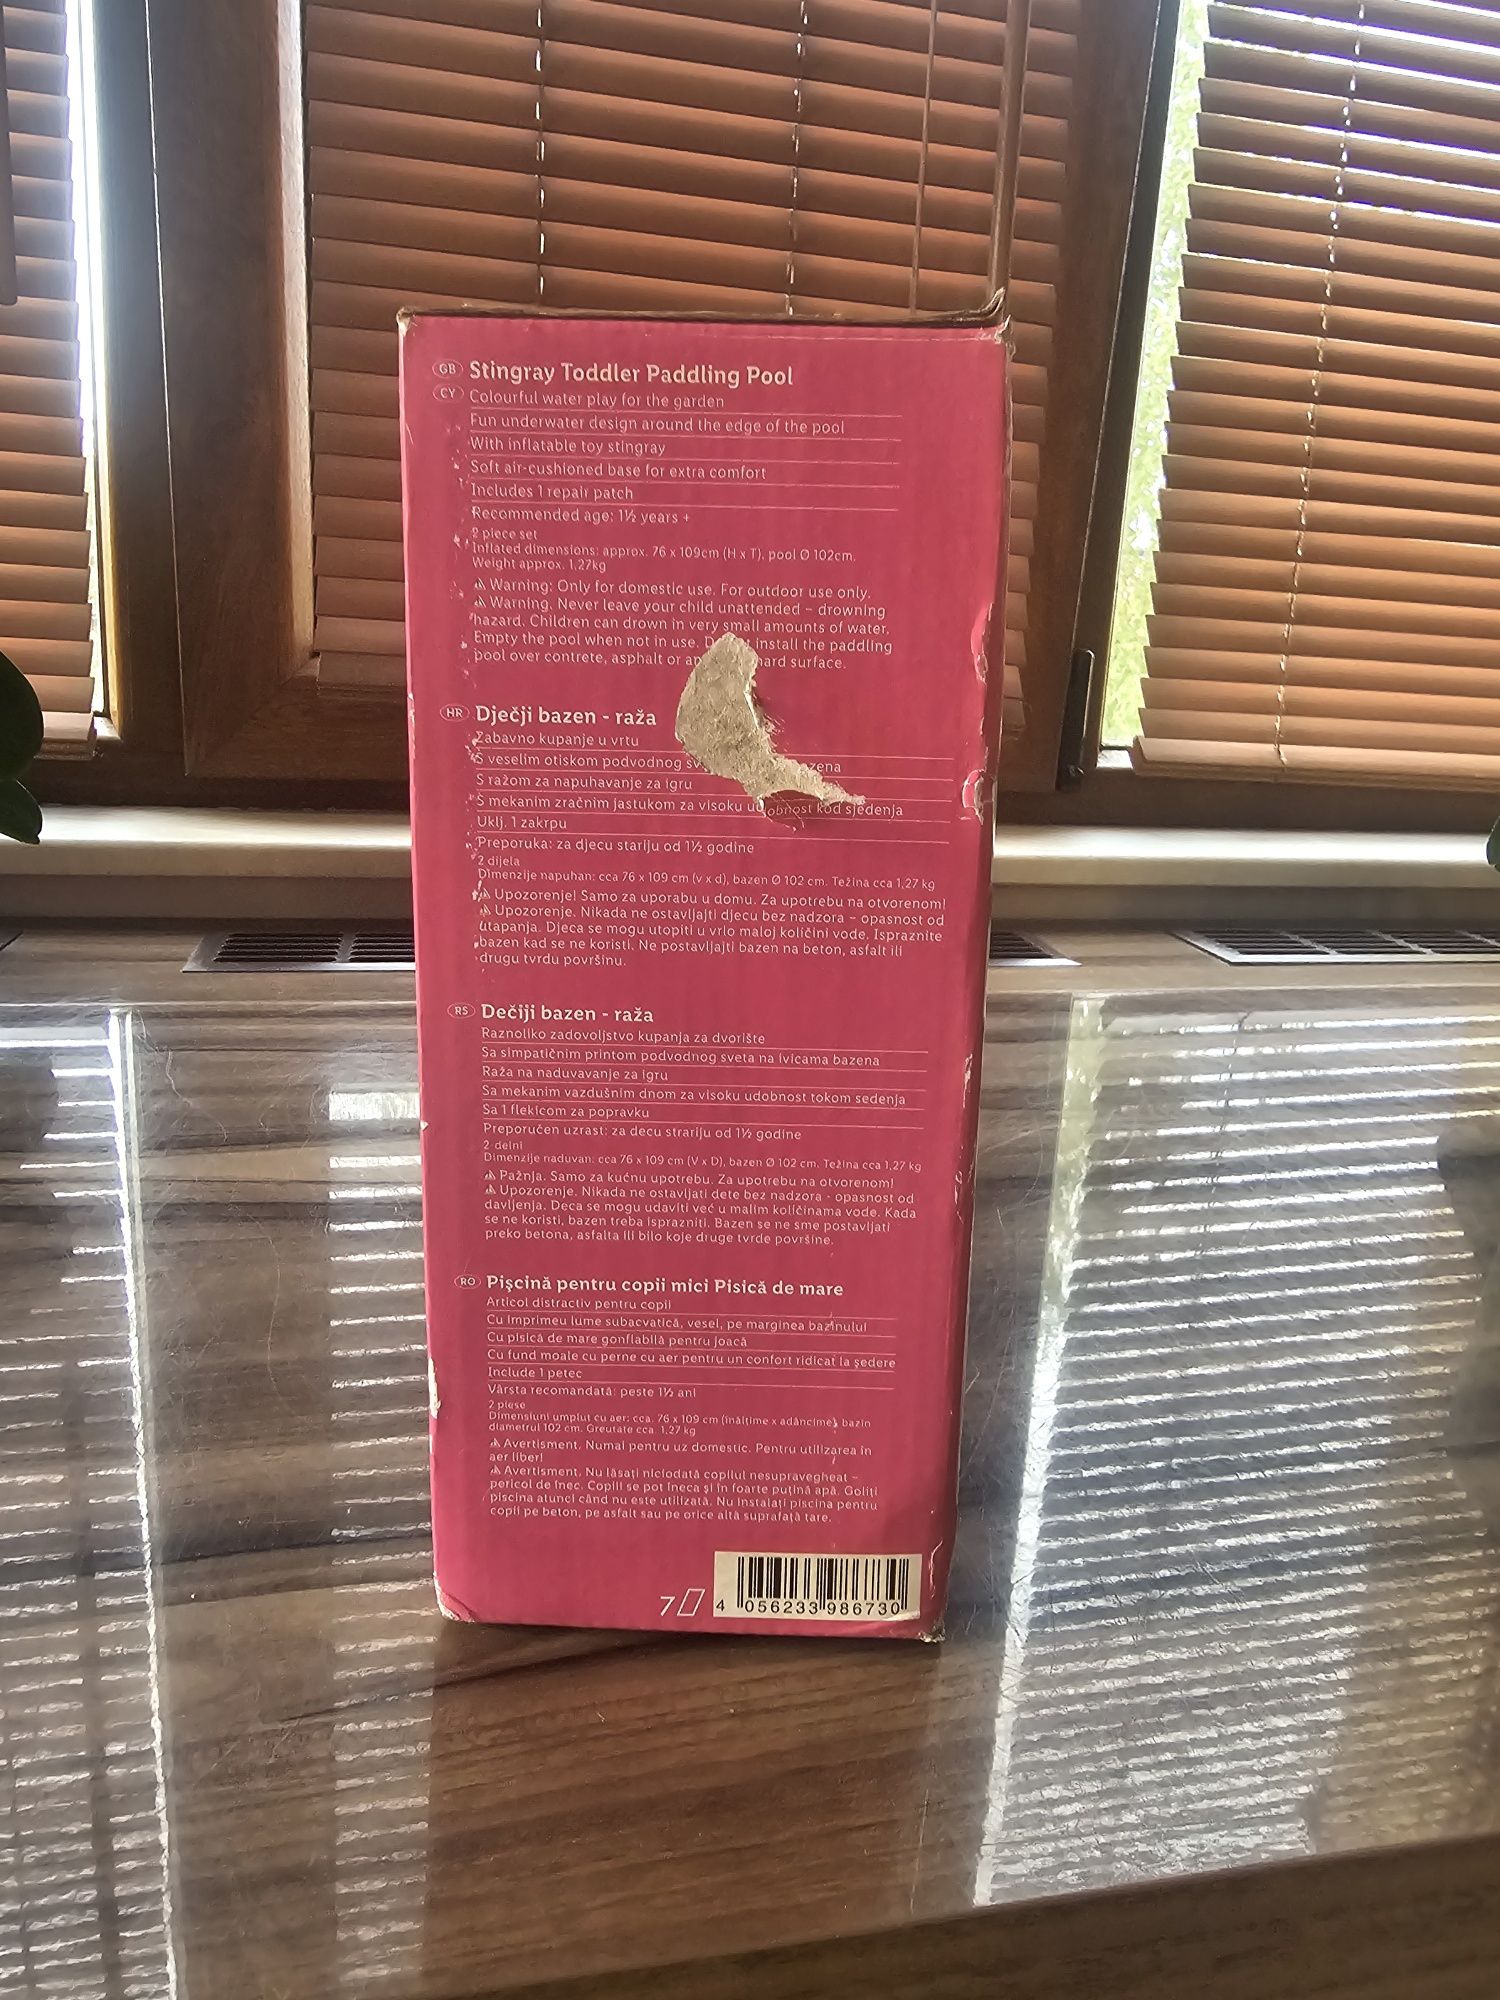 GB Stingray Toddler Paddling Pool
CY Colourful water play for the garden
Fun underwater design around the edge of the pool
With inflatable toy stingray
Soft air-cushioned base for extra comfort
Includes 1 repair patch
Recommended age: 1½ years +
2 piece set
Inflated dimensions: approx. 76 x 109cm (H x T), pool Ø 102cm.
Weight approx. 1,27kg
⚠ Warning: Only for domestic use. For outdoor use only.
⚠ Warning. Never leave your child unattended – drowning
hazard. Children can drown in very small amounts of water.
Empty the pool when not in use. install the paddling
pool over contrete, asphalt or hard surface.
HR Dječji bazen - raža
Zabavno kupanje u vrtu
S veselim otiskom podvodnog
S ražom za napuhavanje za igru
S mekanim zračnim jastukom za visoku udobnost kod sjedenja
Uklj. 1 zakrpu
Preporuka: za djecu stariju od 1½ godine
2 dijela
Dimenzije napuhan: cca 76 x 109 cm (v x d), bazen Ø 102 cm. Težina cca 1,27 kg
⚠ Upozorenje! Samo za uporabu u domu. Za upotrebu na otvorenom!
⚠ Upozorenje. Nikada ne ostavljajti djecu bez nadzora – opasnost od
utapanja. Djeca se mogu utopiti u vrlo maloj količini vode. Ispraznite
bazen kad se ne koristi. Ne postavljajti bazen na beton, asfalt ili
drugu tvrdu površinu.
RS Dečiji bazen - raža
Raznoliko zadovoljstvo kupanja za dvorište
Sa simpatičnim printom podvodnog sveta na ivicama bazena
Raža na naduvavanje za igru
Sa mekanim vazdušnim dnom za visoku udobnost tokom sedenja
Sa 1 flekicom za popravku
Preporučen uzrast: za decu strariju od 1½ godine
2-delni
Dimenzije naduvan: cca 76 x 109 cm (V x D), bazen Ø 102 cm. Težina cca 1,27 kg
⚠ Pažnja. Samo za kućnu upotrebu. Za upotrebu na otvorenom!
⚠ Upozorenje. Nikada ne ostavljati dete bez nadzora - opasnost od
davljenja. Deca se mogu udaviti već u malim količinama vode. Kada
se ne koristi, bazen treba isprazniti. Bazen se ne sme postavljati
preko betona, asfalta ili bilo koje druge tvrde površine.
RO Pişcină pentru copii mici Pisică de mare
Articol distractiv pentru copii
Cu imprimeu lume subacvatică, vesel, pe marginea bazinului
Cu pisică de mare gonflabilă pentru joacă
Cu fund moale cu perne cu aer pentru un confort ridicat la şedere
Include 1 petec
Vârsta recomandată: peste 1½ ani
2 piese
Dimensiuni umplut cu aer: cca. 76 x 109 cm (înălţime x adâncime), bazin
diametrul 102 cm. Greutate cca. 1,27 kg
⚠ Avertisment. Numai pentru uz domestic. Pentru utilizarea în
aer liber!
⚠ Avertisment. Nu lăsaţi niciodată copilul nesupravegheat –
pericol de înec. Copiii se pot îneca şi în foarte puţină apă. Goliţi
piscina atunci când nu este utilizată. Nu instalaţi piscina pentru
copii pe beton, pe asfalt sau pe orice altă suprafaţă tare.
7
4 056233 986730